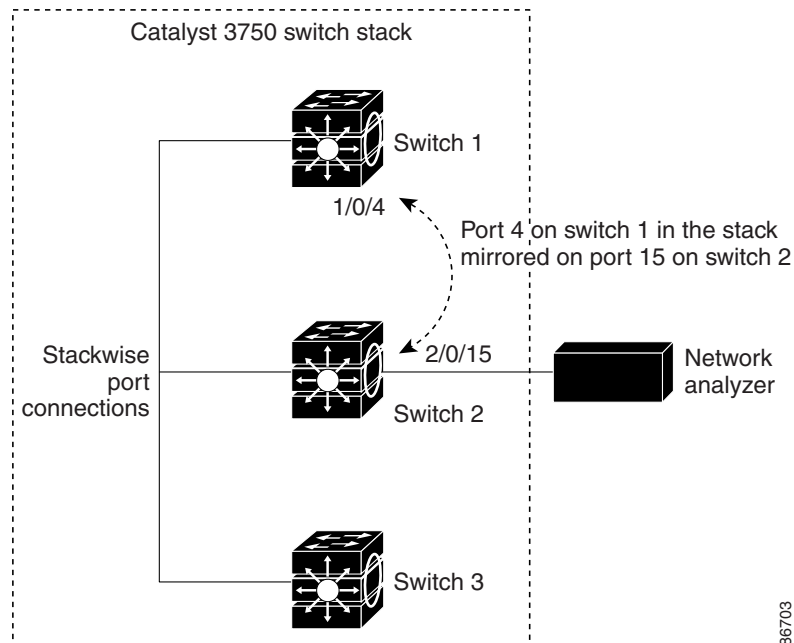 Catalyst 3750 switch stack
Switch 1
1/0/4
Port 4 on switch 1 in the stack
mirrored on port 15 on switch 2
2/0/15
Stackwise
port
connections
Switch 2
Network
analyzer
Switch 3